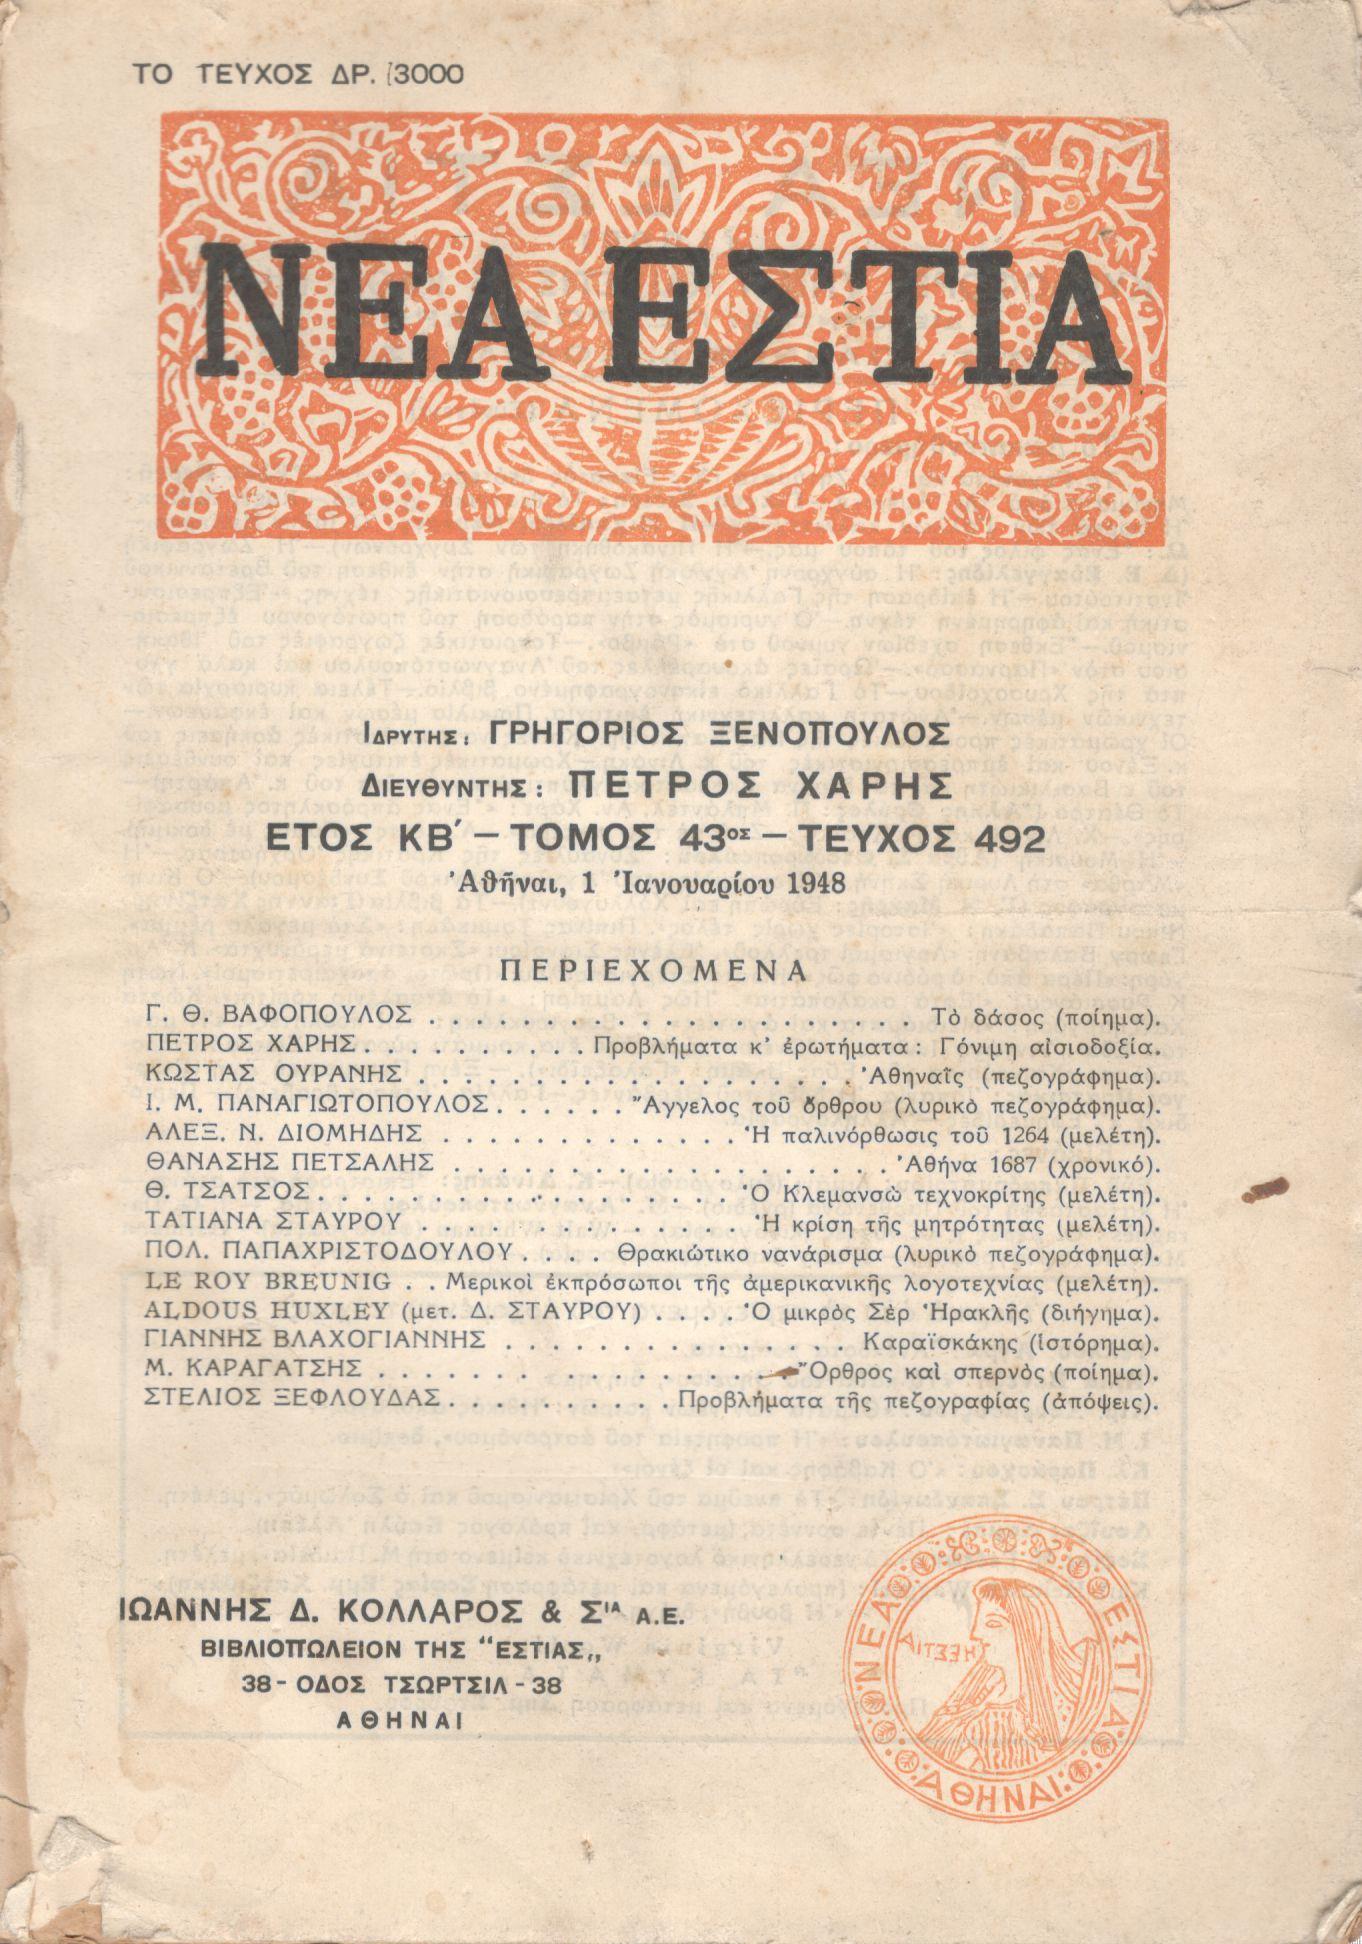 ΤΟ ΤΕΥΧΟΣ ΔΡ. 3000
ΝΕΑ ΕΣΤΙΑ
ΙΔΡΥΤΗΣ: ΓΡΗΓΟΡΙΟΣ ΞΕΝΟΠΟΥΛΟΣ
ΔΙΕΥΘΥΝΤΗΣ: ΠΕΤΡΟΣ ΧΑΡΗΣ
ΕΤΟΣ ΚΒ΄ — ΤΟΜΟΣ 43ος — ΤΕΥΧΟΣ 492
Ἀθῆναι, 1 Ἰανουαρίου 1948
ΠΕΡΙΕΧΟΜΕΝΑ
Γ. Θ. ΒΑΦΟΠΟΥΛΟΣ . . . . . . . . . . . . . . . . . . . . Τὸ δάσος (ποίημα).
ΠΕΤΡΟΣ ΧΑΡΗΣ . . . . . . . . . . Προβλήματα κ' ἐρωτήματα: Γόνιμη αἰσιοδοξία.
ΚΩΣΤΑΣ ΟΥΡΑΝΗΣ . . . . . . . . . . . . . . . . . . . Ἀθηναῒς (πεζογράφημα).
Ι. Μ. ΠΑΝΑΓΙΩΤΟΠΟΥΛΟΣ . . . . . . Ἄγγελος τοῦ ὄρθρου (λυρικὸ πεζογράφημα).
ΑΛΕΞ. Ν. ΔΙΟΜΗΔΗΣ . . . . . . . . . . . . . Ἡ παλινόρθωσις τοῦ 1264 (μελέτη).
ΘΑΝΑΣΗΣ ΠΕΤΣΑΛΗΣ . . . . . . . . . . . . . . . . . . . Ἀθήνα 1687 (χρονικό).
Θ. ΤΣΑΤΣΟΣ . . . . . . . . . . . . . . . . . . Ὁ Κλεμανσὼ τεχνοκρίτης (μελέτη).
ΤΑΤΙΑΝΑ ΣΤΑΥΡΟΥ . . . . . . . . . . . . . . Ἡ κρίση τῆς μητρότητας (μελέτη).
ΠΟΛ. ΠΑΠΑΧΡΙΣΤΟΔΟΥΛΟΥ . . . . Θρακιώτικο νανάρισμα (λυρικὸ πεζογράφημα).
LE ROY BREUNIG . . Μερικοὶ ἐκπρόσωποι τῆς ἀμερικανικῆς λογοτεχνίας (μελέτη).
ALDOUS HUXLEY (μετ. Δ. ΣΤΑΥΡΟΥ) . . . . Ὁ μικρὸς Σὲρ Ἡρακλῆς (διήγημα).
ΓΙΑΝΝΗΣ ΒΛΑΧΟΓΙΑΝΝΗΣ . . . . . . . . . . . . . . . Καραϊσκάκης (ἱστόρημα).
Μ. ΚΑΡΑΓΑΤΣΗΣ . . . . . . . . . . . . . . . . . . . Ὄρθρος καὶ σπερνὸς (ποίημα).
ΣΤΕΛΙΟΣ ΞΕΦΛΟΥΔΑΣ . . . . . . . . . . Προβλήματα τῆς πεζογραφίας (ἀπόψεις).
ΙΩΑΝΝΗΣ Δ. ΚΟΛΛΑΡΟΣ & ΣΙΑ Α.Ε.
ΒΙΒΛΙΟΠΩΛΕΙΟΝ ΤΗΣ "ΕΣΤΙΑΣ„
38 - ΟΔΟΣ ΤΣΩΡΤΣΙΛ - 38
ΑΘΗΝΑΙ
ΝΕΑ ΕΣΤΙΑ
ΑΘΗΝΑΙ